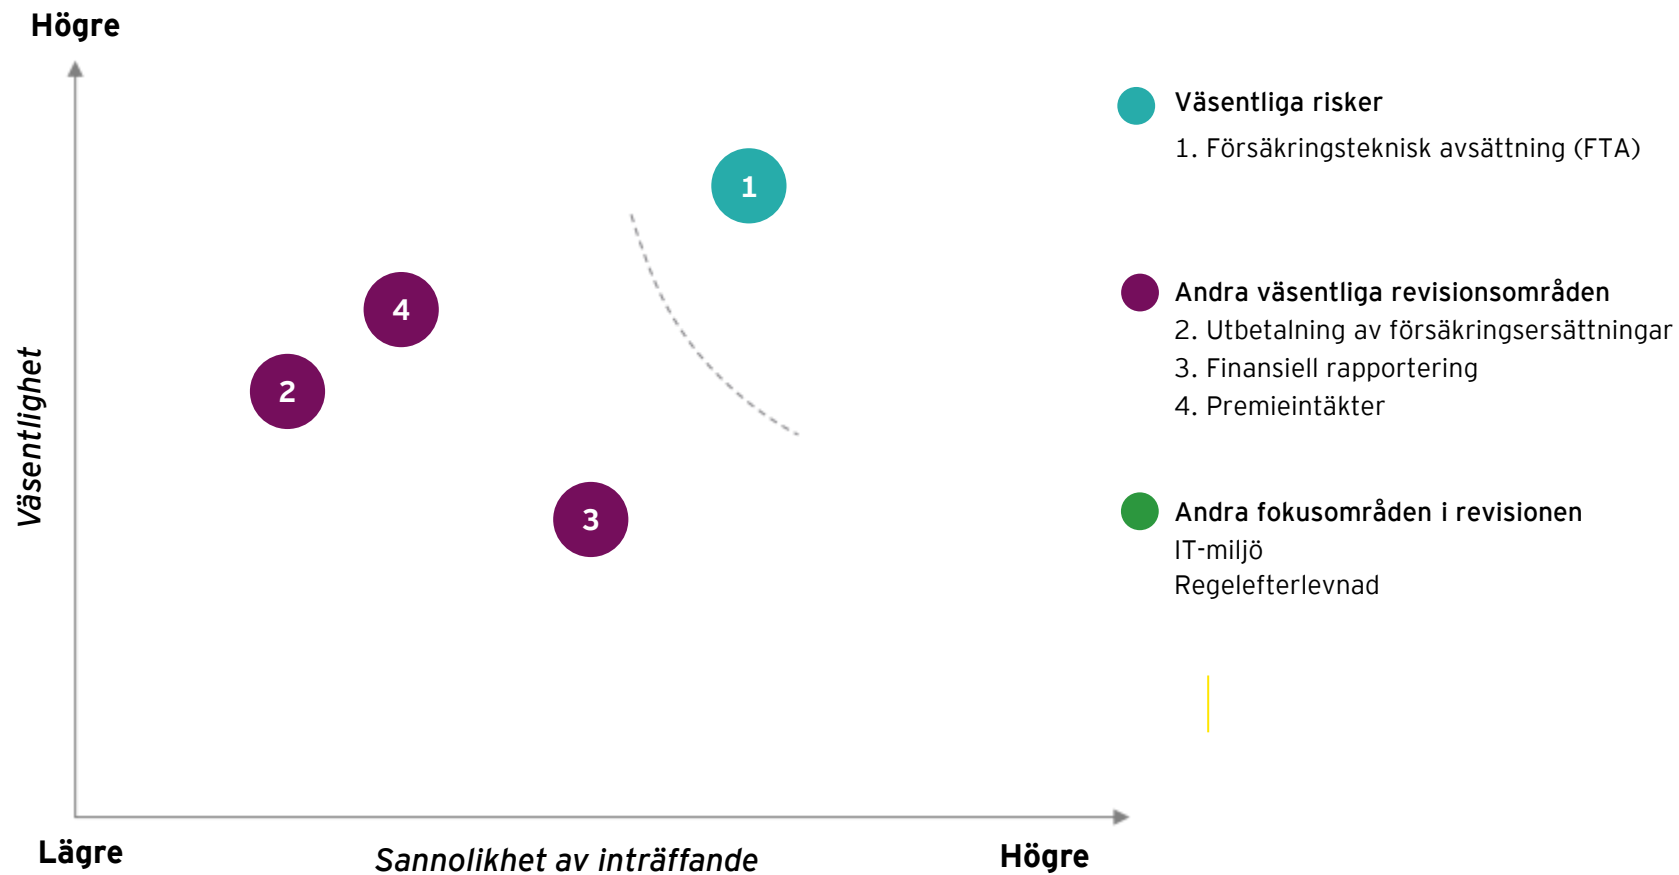 Högre
Väsentliga risker
1. Försäkringsteknisk avsättning (FTA)
1
Andra väsentliga revisionsområden
2. Utbetalning av försäkringsersättningar
3. Finansiell rapportering
4. Premieintäkter
4
2
Väsentlighet
3
Andra fokusområden i revisionen
IT-miljö
Regelefterlevnad
Lägre
Sannolikhet av inträffande
Högre